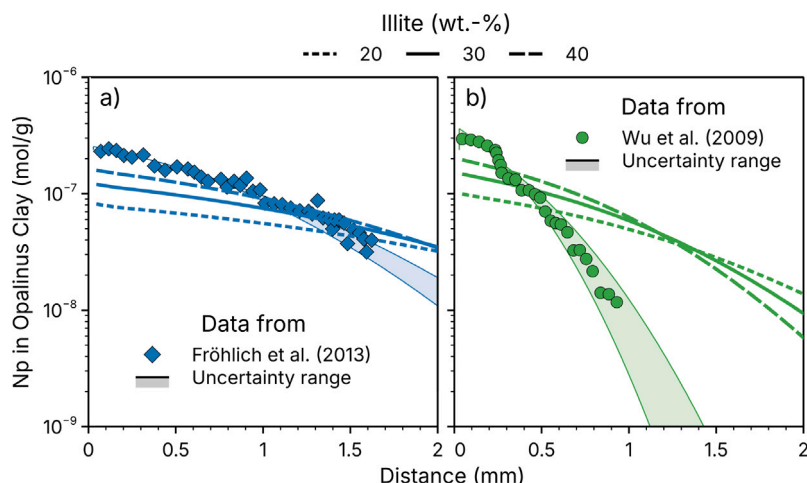 Illite (wt.-%)
20 30 40
a)
b)
Data from
Wu et al. (2009)
Uncertainty range
Data from
Fröhlich et al. (2013)
Uncertainty range
Np in Opalinus Clay (mol/g)
10⁻⁶
10⁻⁷
10⁻⁸
10⁻⁹
0 0.5 1 1.5 2
0 0.5 1 1.5 2
Distance (mm)